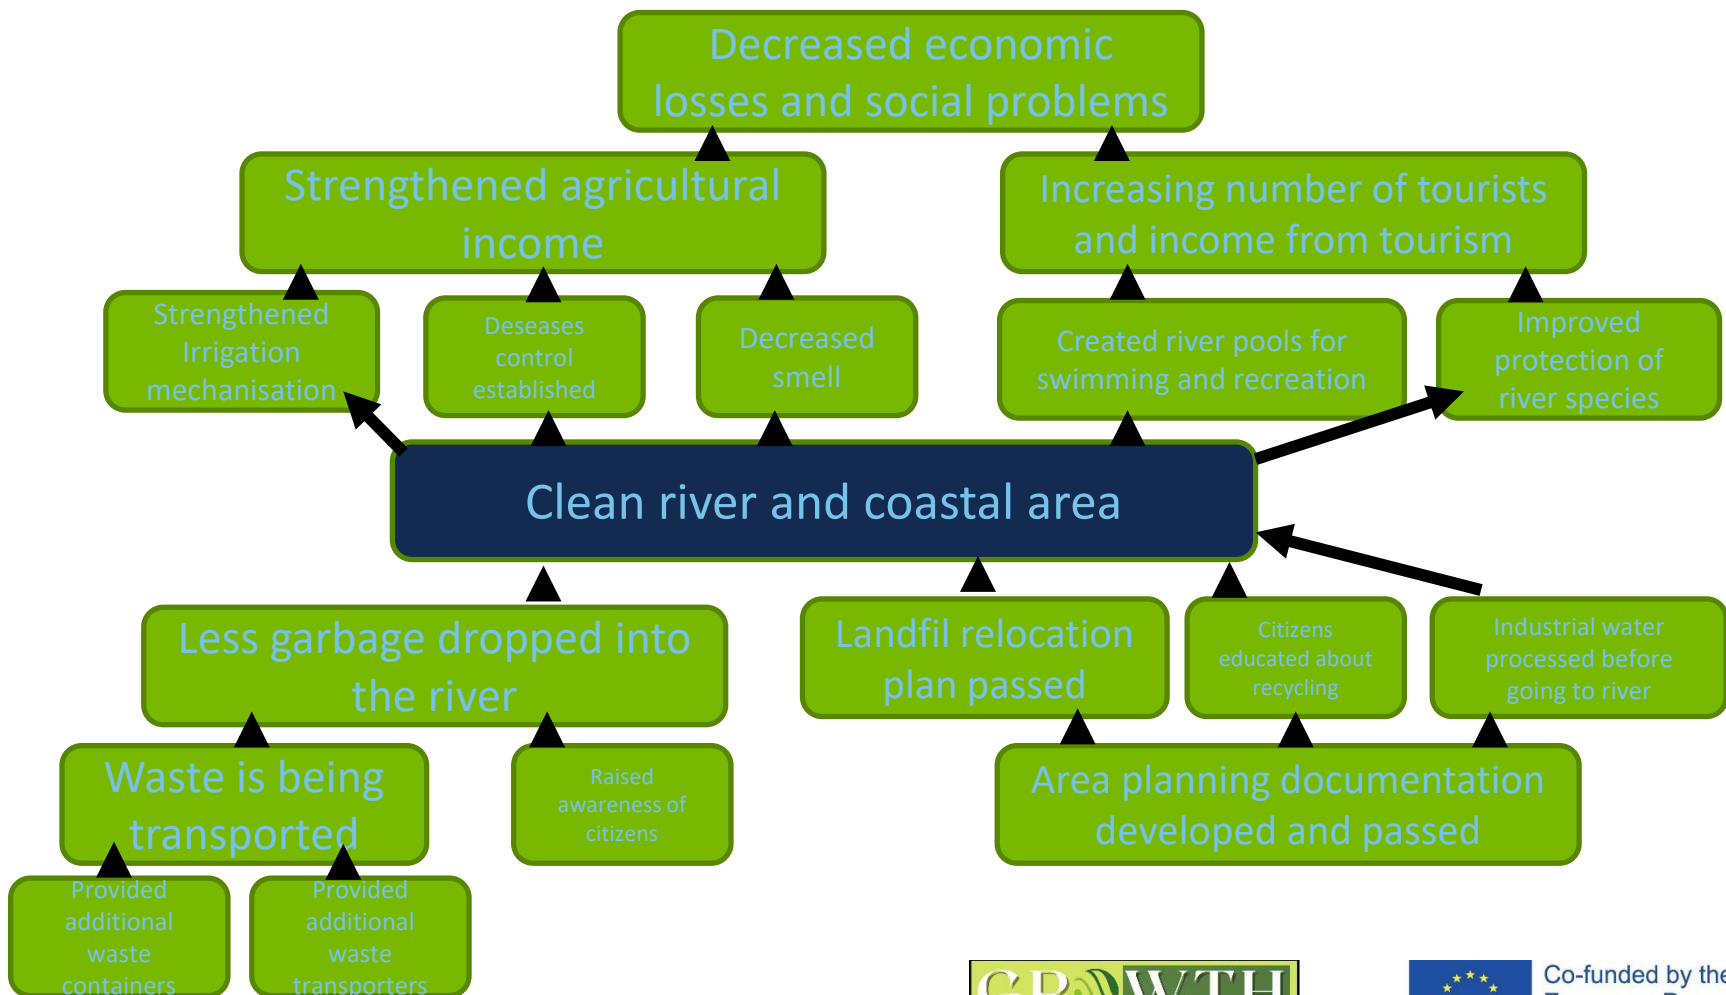 Decreased economic
losses and social problems
Strengthened agricultural
income
Increasing number of tourists
and income from tourism
Strengthened
Irrigation
mechanisation
Deseases
control
established
Decreased
smell
Created river pools for
swimming and recreation
Improved
protection of
river species
Clean river and coastal area
Less garbage dropped into
the river
Landfil relocation
plan passed
Citizens
educated about
recycling
Industrial water
processed before
going to river
Waste is being
transported
Raised
awareness of
citizens
Area planning documentation
developed and passed
Provided
additional
waste
containers
Provided
additional
waste
transporters
GROWTH
Co-funded by the